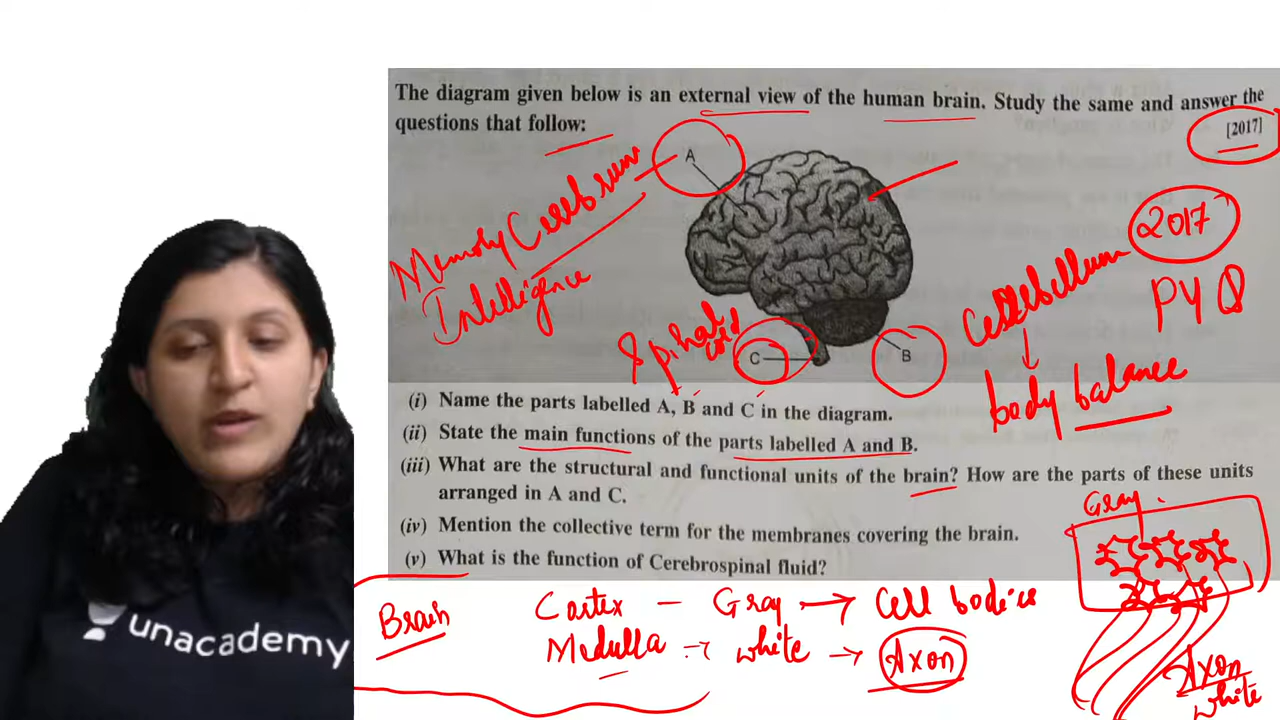 The diagram given below is an external view of the human brain. Study the same and answer the
questions that follow:
[2017]
A
Memory Cerebrum
Intelligence
2017
PYQ
Cerebellum
body balance
Spinal
cord
C
B
(i) Name the parts labelled A, B and C in the diagram.
(ii) State the main functions of the parts labelled A and B.
(iii) What are the structural and functional units of the brain? How are the parts of these units
arranged in A and C.
(iv) Mention the collective term for the membranes covering the brain.
(v) What is the function of Cerebrospinal fluid?
Gray
Brain
Cortex – Gray → Cell bodies
Medulla → white → Axon
Axon
white
unacademy